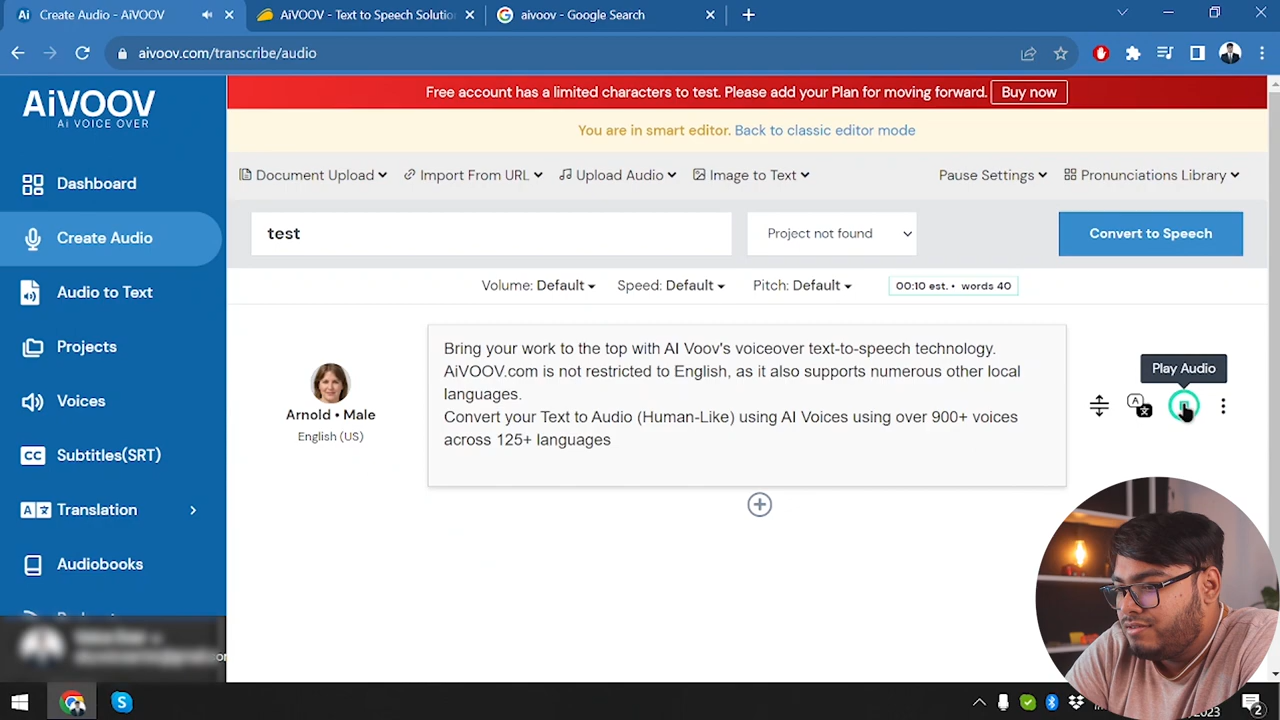 Create Audio - AiVOOV
AiVOOV - Text to Speech Solutio
aivoov - Google Search
aivoov.com/transcribe/audio
AiVOOV
Ai VOICE OVER
Free account has a limited characters to test. Please add your Plan for moving forward. Buy now
You are in smart editor. Back to classic editor mode
Document Upload
Import From URL
Upload Audio
Image to Text
Pause Settings
Pronunciations Library
Dashboard
Create Audio
Audio to Text
Projects
Voices
Subtitles(SRT)
Translation
Audiobooks
test
Project not found
Convert to Speech
Volume: Default
Speed: Default
Pitch: Default
00:10 est. • words 40
Arnold • Male
English (US)
Bring your work to the top with AI Voov's voiceover text-to-speech technology.
AiVOOV.com is not restricted to English, as it also supports numerous other local
languages.
Convert your Text to Audio (Human-Like) using AI Voices using over 900+ voices
across 125+ languages
Play Audio
2